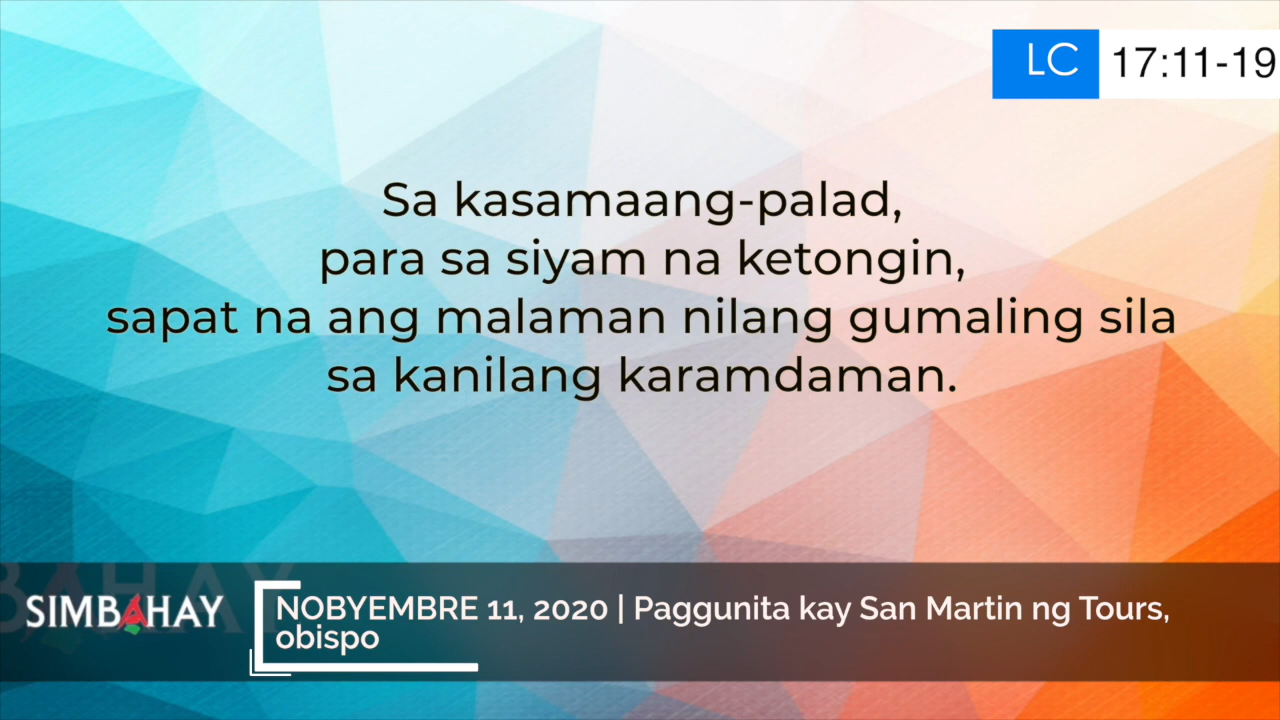 LC 17:11-19
Sa kasamaang-palad,
para sa siyam na ketongin,
sapat na ang malaman nilang gumaling sila
sa kanilang karamdaman.
SIMBAHAY
NOBYEMBRE 11, 2020 | Paggunita kay San Martin ng Tours,
obispo